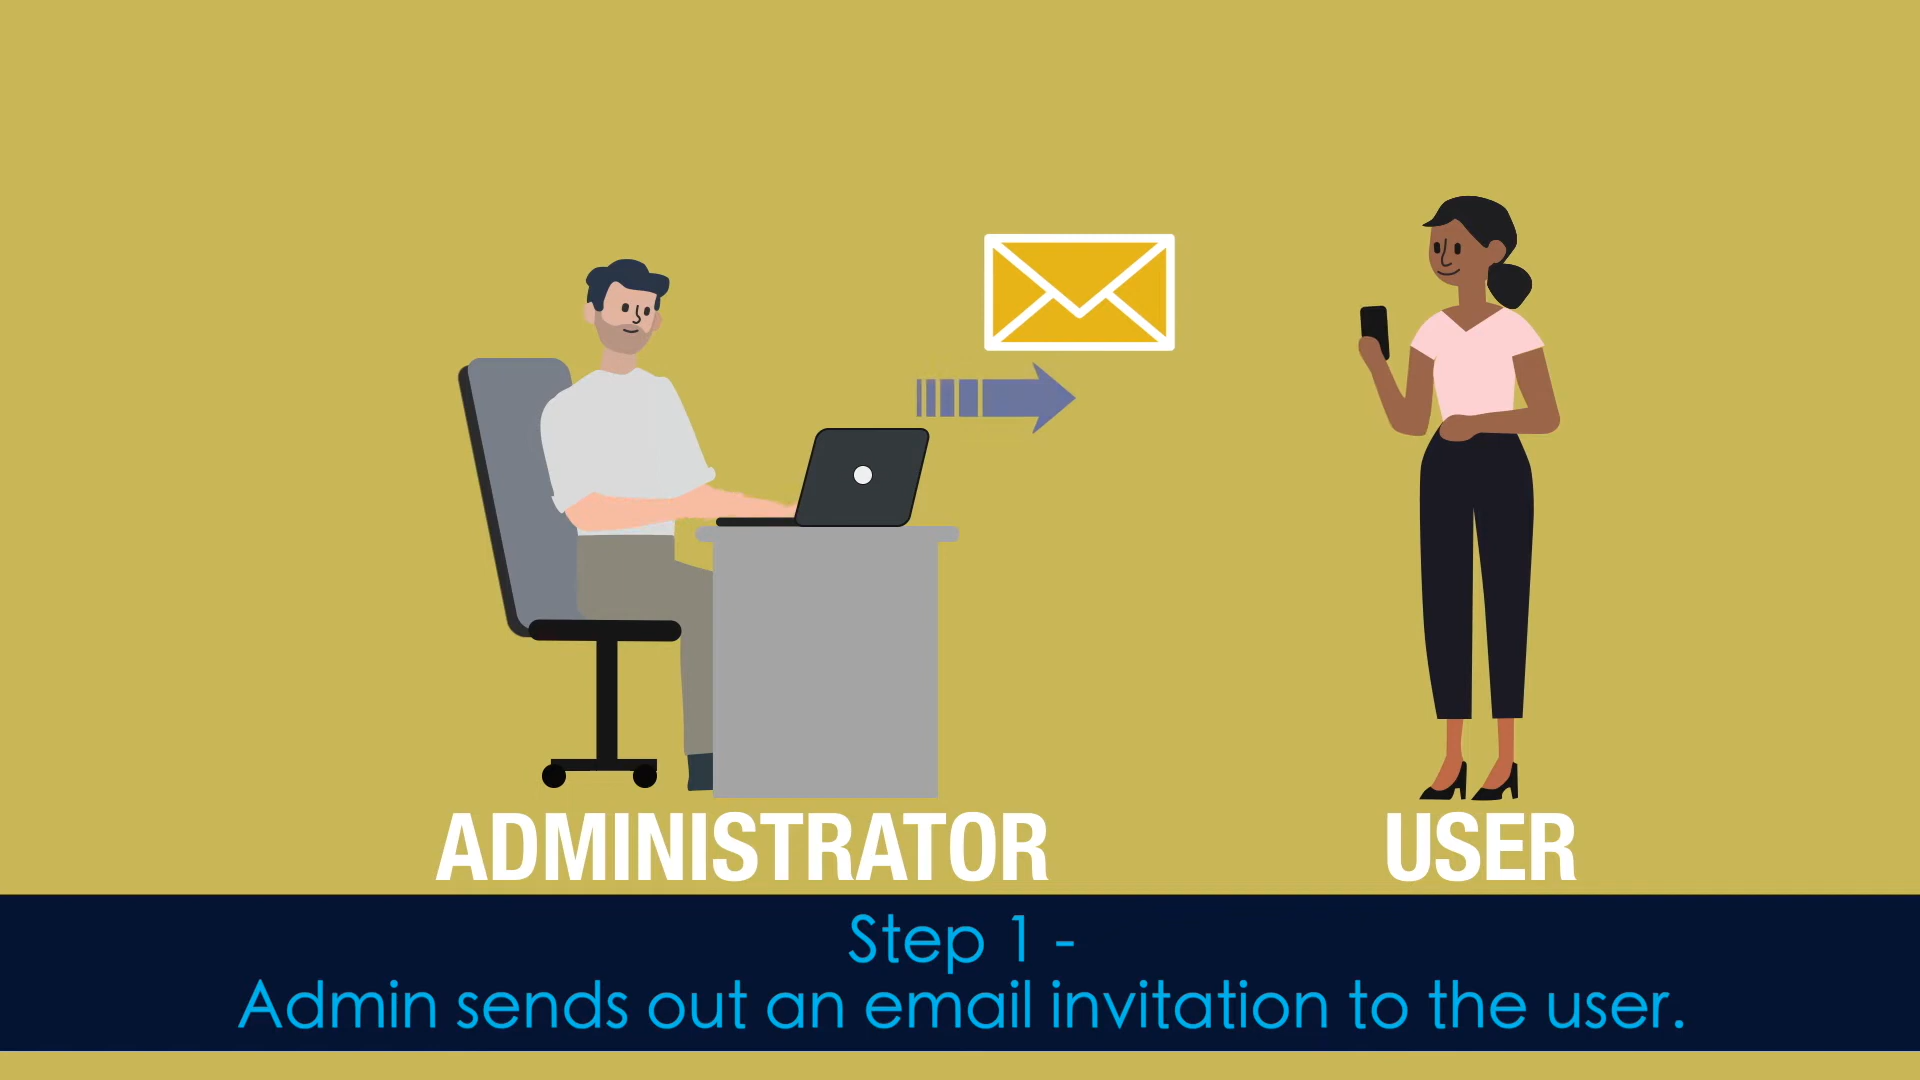 ADMINISTRATOR
USER
Step 1 -
Admin sends out an email invitation to the user.